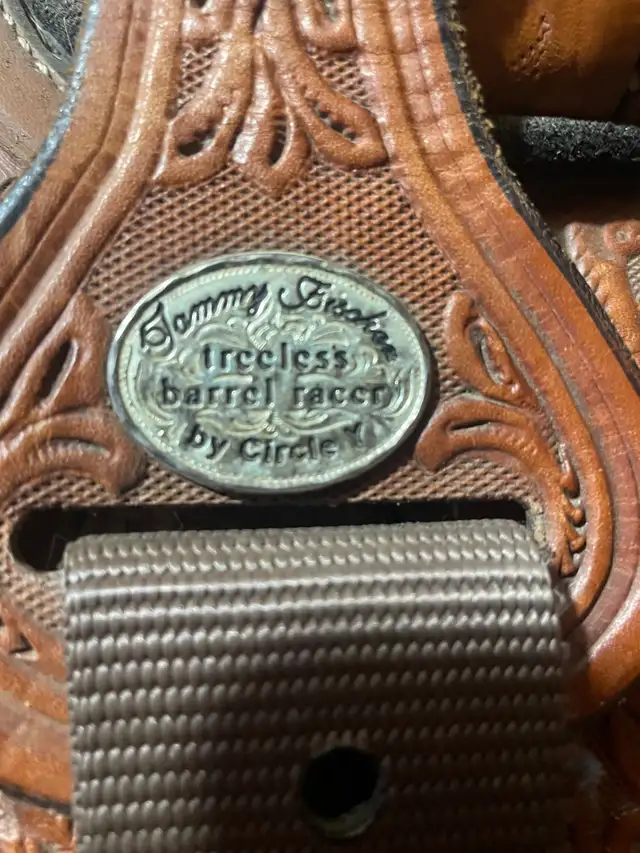 Tommy Fischer
treeless
barrel racer
by Circle Y